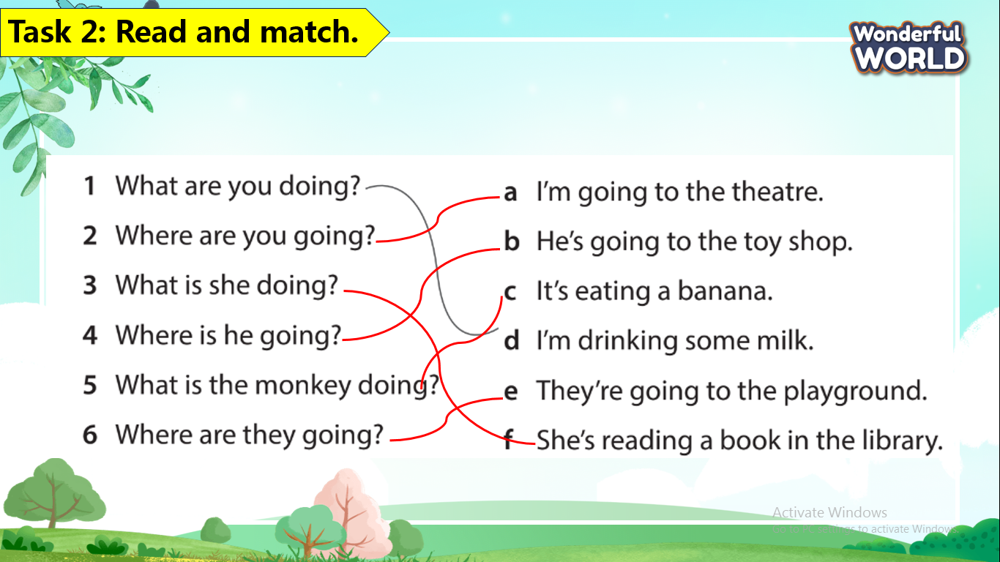 Task 2: Read and match.
Wonderful
WORLD
1 What are you doing?
2 Where are you going?
3 What is she doing?
4 Where is he going?
5 What is the monkey doing?
6 Where are they going?
a I'm going to the theatre.
b He's going to the toy shop.
c It's eating a banana.
d I'm drinking some milk.
e They're going to the playground.
f She's reading a book in the library.
Activate Windows
to activate Windows.